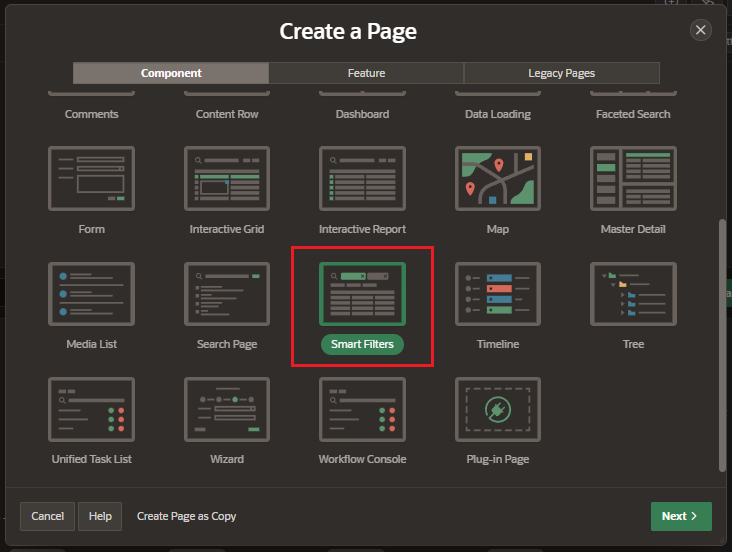 Create a Page
Component
Feature
Legacy Pages
Comments
Content Row
Dashboard
Data Loading
Faceted Search
Form
Interactive Grid
Interactive Report
Map
Master Detail
Media List
Search Page
Smart Filters
Timeline
Tree
Unified Task List
Wizard
Workflow Console
Plug-in Page
Cancel
Help
Create Page as Copy
Next